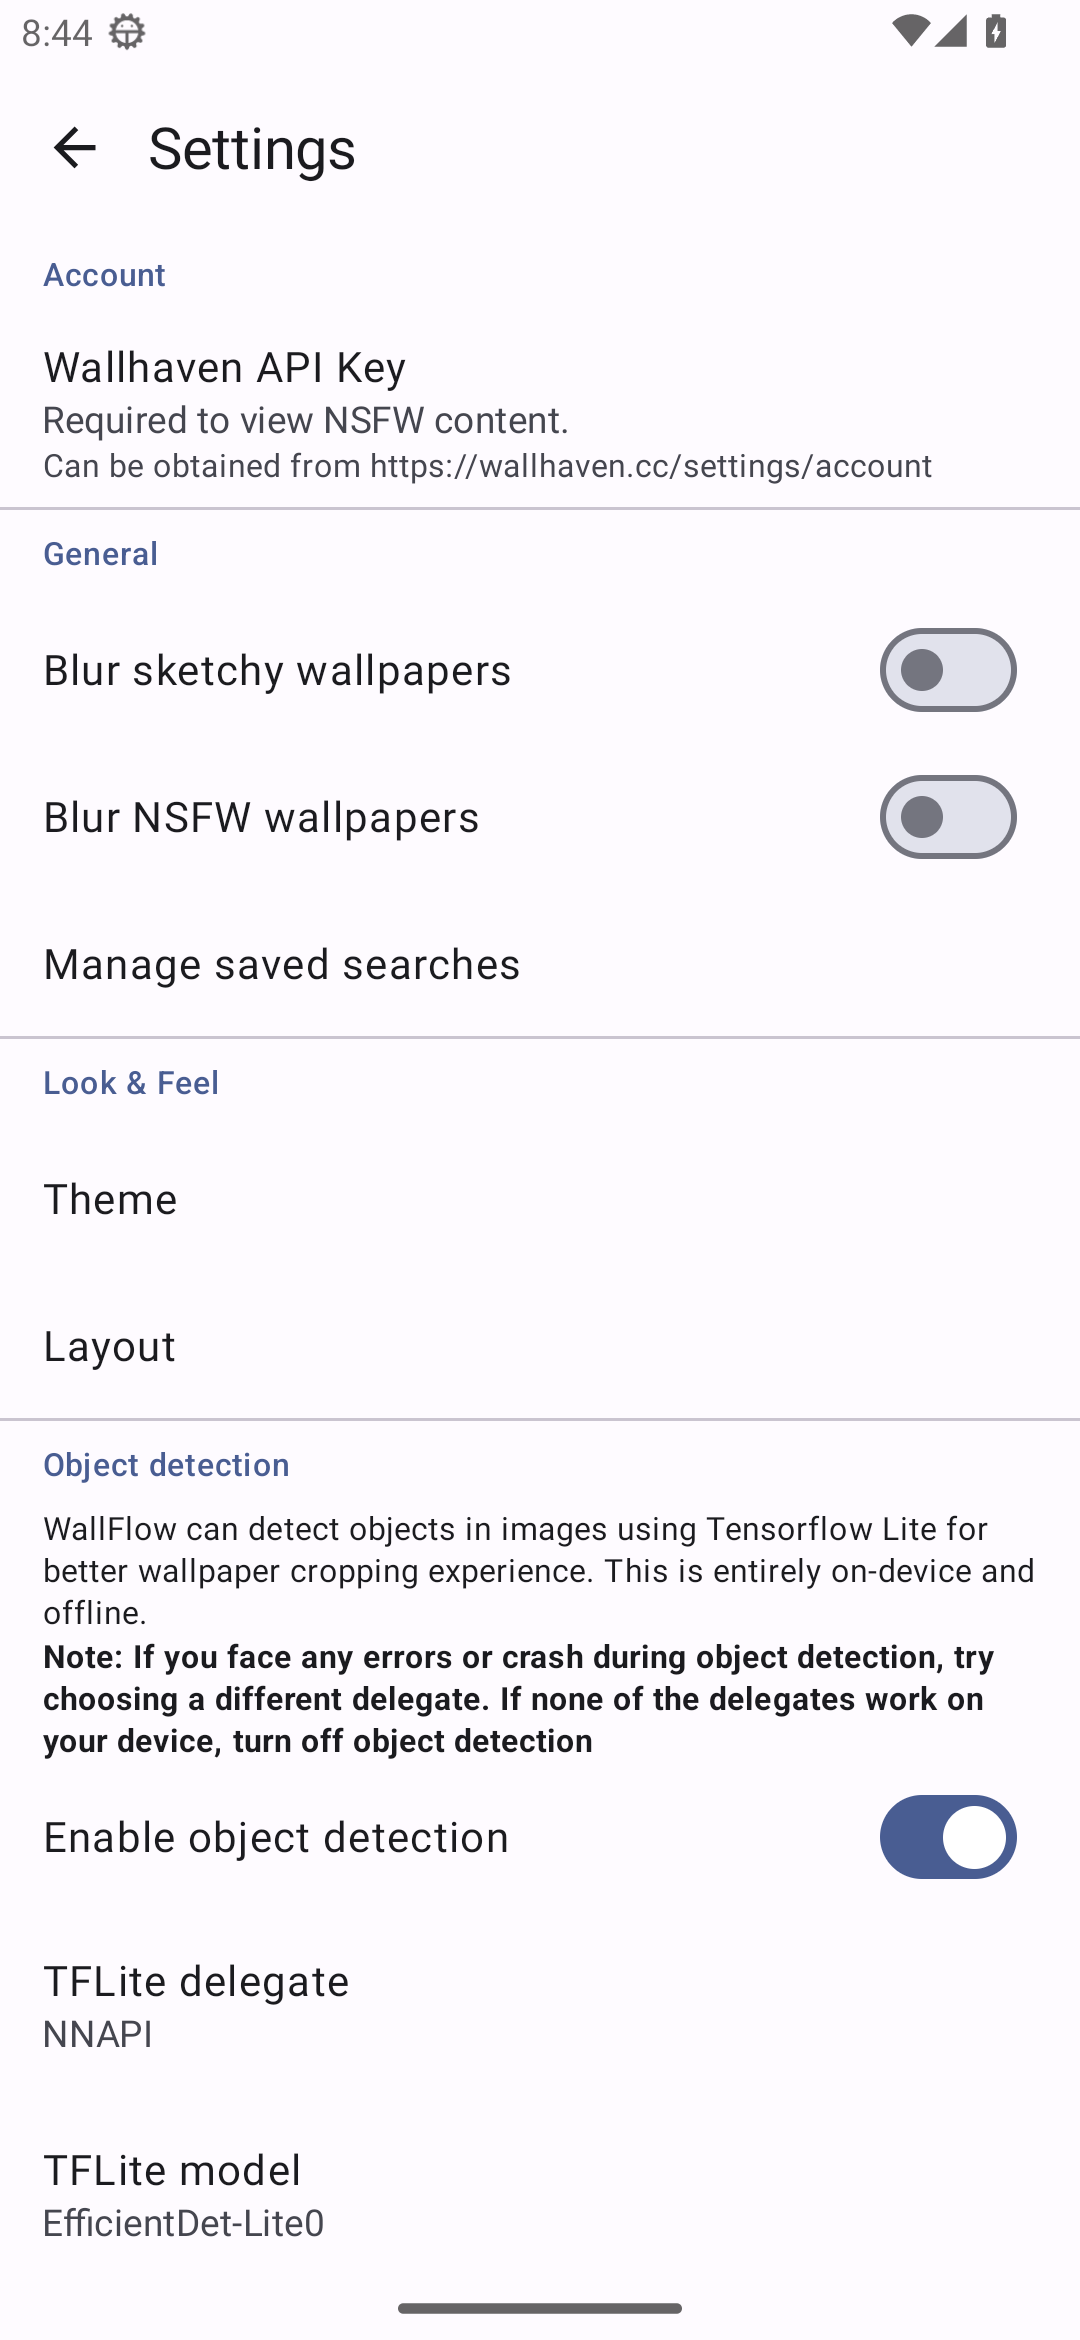 8:44
Settings
Account
Wallhaven API Key
Required to view NSFW content.
Can be obtained from https://wallhaven.cc/settings/account
General
Blur sketchy wallpapers
Blur NSFW wallpapers
Manage saved searches
Look & Feel
Theme
Layout
Object detection
WallFlow can detect objects in images using Tensorflow Lite for
better wallpaper cropping experience. This is entirely on-device and
offline.
Note: If you face any errors or crash during object detection, try
choosing a different delegate. If none of the delegates work on
your device, turn off object detection
Enable object detection
TFLite delegate
NNAPI
TFLite model
EfficientDet-Lite0